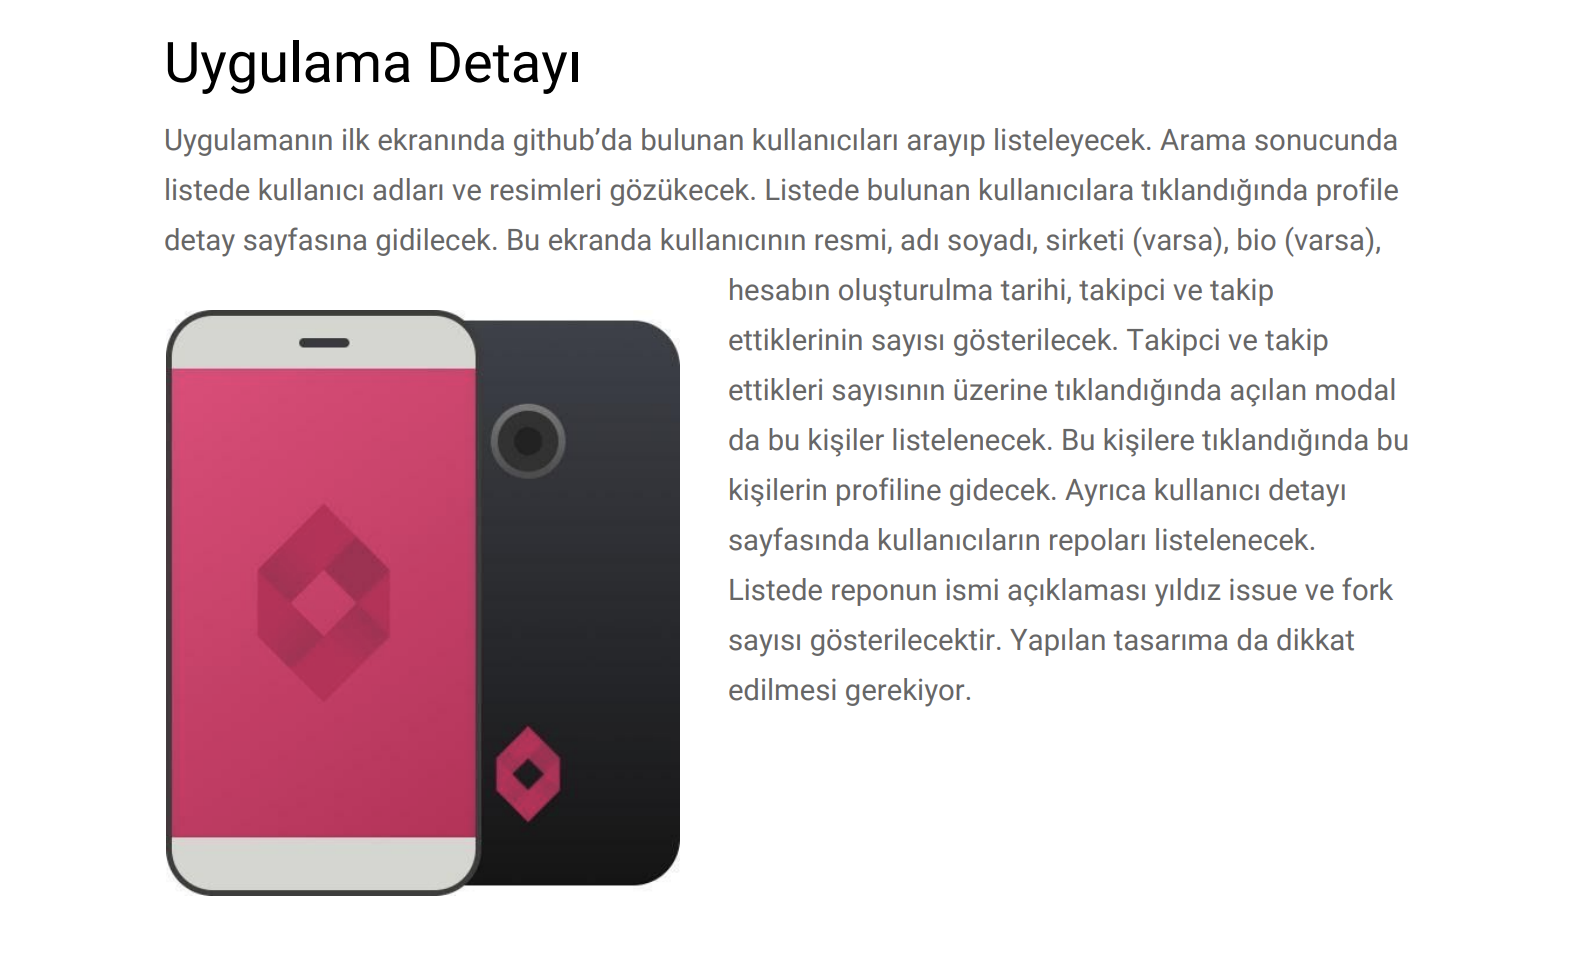 Uygulama Detayı
Uygulamanın ilk ekranında github’da bulunan kullanıcıları arayıp listeleyecek. Arama sonucunda
listede kullanıcı adları ve resimleri gözükecek. Listede bulunan kullanıcılara tıklandığında profile
detay sayfasına gidilecek. Bu ekranda kullanıcının resmi, adı soyadı, sirketi (varsa), bio (varsa),
hesabın oluşturulma tarihi, takipci ve takip
ettiklerinin sayısı gösterilecek. Takipci ve takip
ettikleri sayısının üzerine tıklandığında açılan modal
da bu kişiler listelenecek. Bu kişilere tıklandığında bu
kişilerin profiline gidecek. Ayrıca kullanıcı detayı
sayfasında kullanıcıların repoları listelenecek.
Listede reponun ismi açıklaması yıldız issue ve fork
sayısı gösterilecektir. Yapılan tasarıma da dikkat
edilmesi gerekiyor.